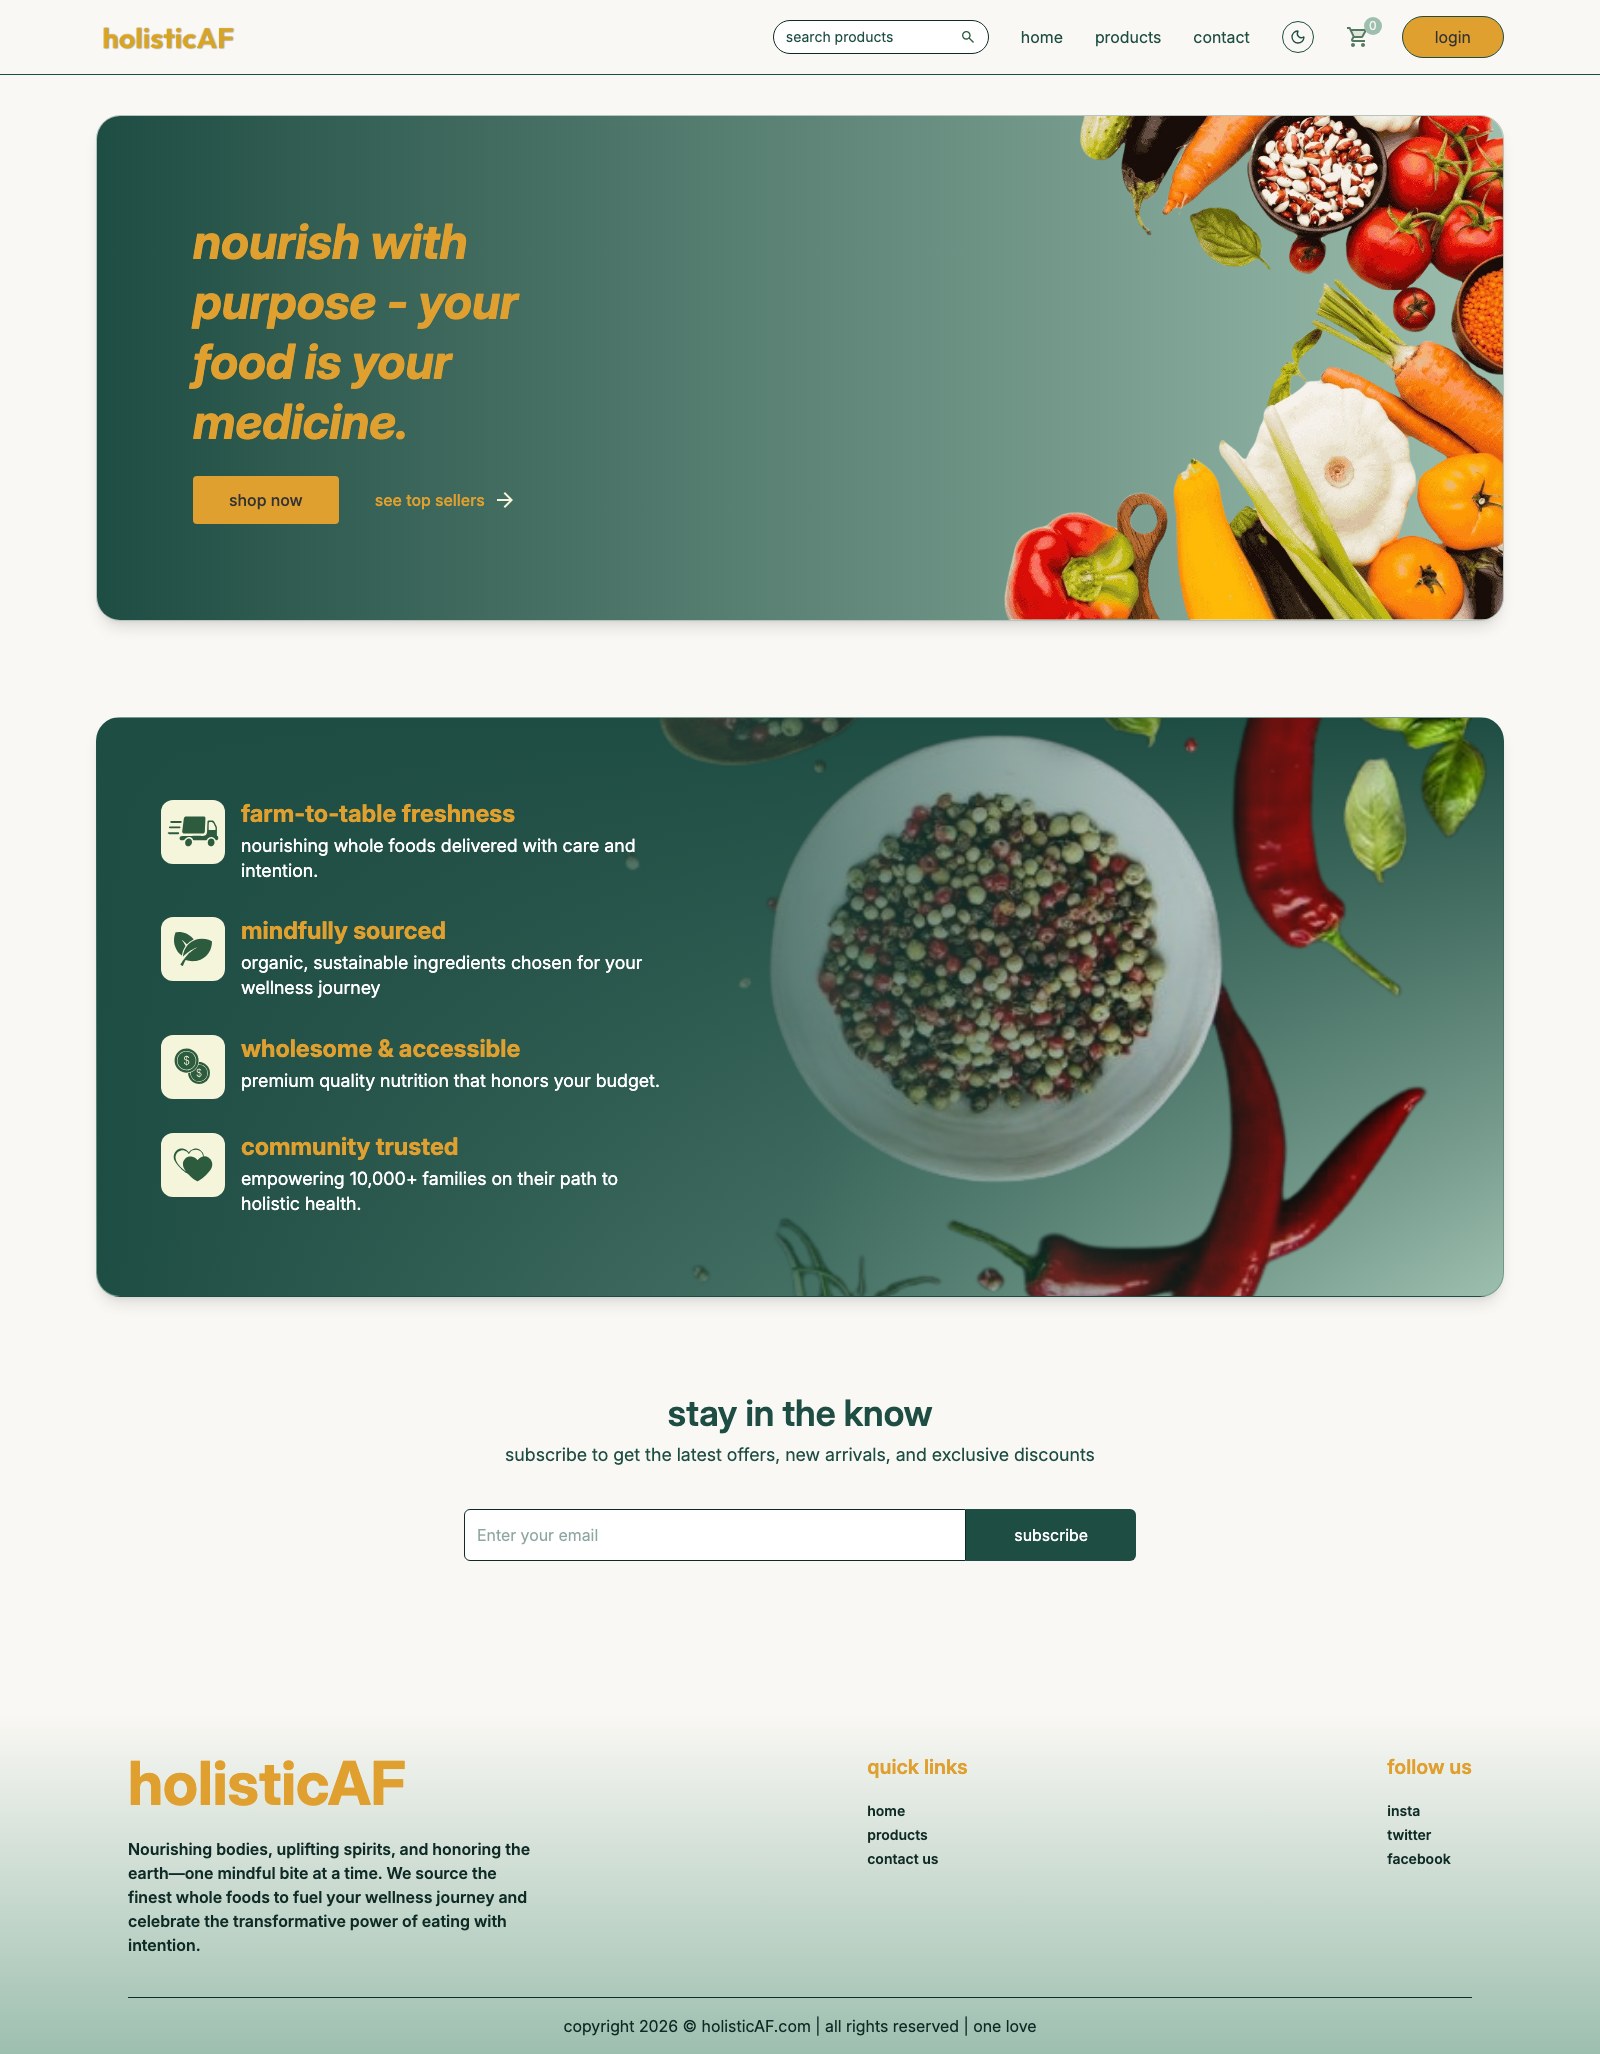 holisticAF
search products
home
products
contact
0
login
nourish with
purpose - your
food is your
medicine.
shop now
see top sellers
farm-to-table freshness
nourishing whole foods delivered with care and
intention.
mindfully sourced
organic, sustainable ingredients chosen for your
wellness journey
$
$
wholesome & accessible
premium quality nutrition that honors your budget.
community trusted
empowering 10,000+ families on their path to
holistic health.
stay in the know
subscribe to get the latest offers, new arrivals, and exclusive discounts
Enter your email
subscribe
holisticAF
Nourishing bodies, uplifting spirits, and honoring the
earth—one mindful bite at a time. We source the
finest whole foods to fuel your wellness journey and
celebrate the transformative power of eating with
intention.
quick links
home
products
contact us
follow us
insta
twitter
facebook
copyright 2026 © holisticAF.com | all rights reserved | one love